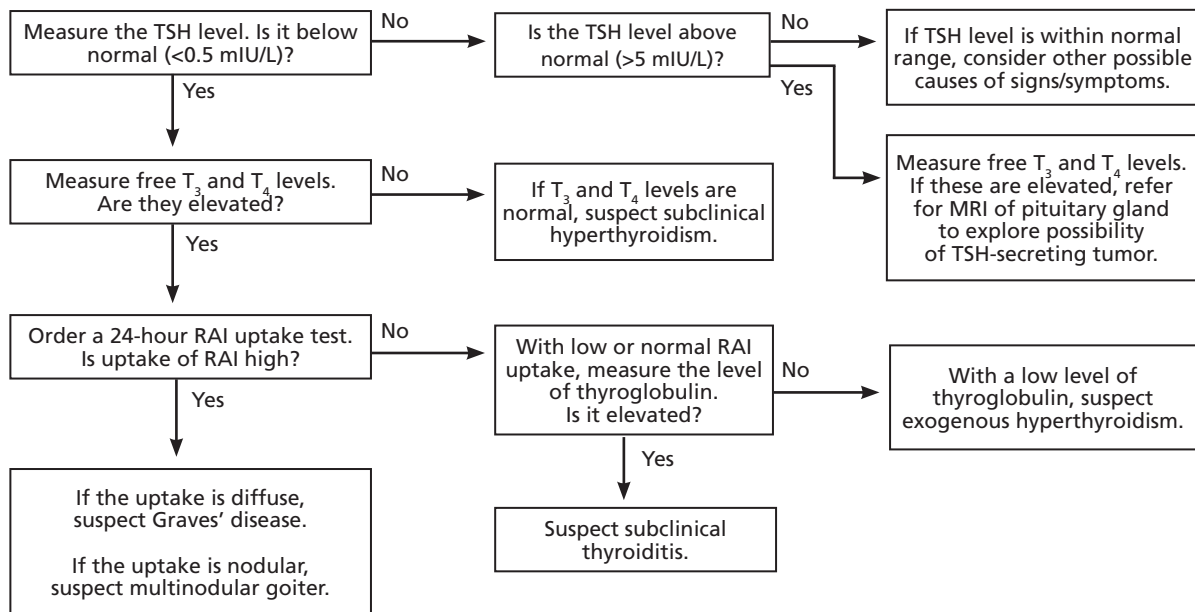 Measure the TSH level. Is it below
normal (<0.5 mIU/L)?
No
Is the TSH level above
normal (>5 mIU/L)?
No
If TSH level is within normal
range, consider other possible
causes of signs/symptoms.
Yes
Yes
Measure free T₃ and T₄ levels.
Are they elevated?
No
If T₃ and T₄ levels are
normal, suspect subclinical
hyperthyroidism.
Measure free T₃ and T₄ levels.
If these are elevated, refer
for MRI of pituitary gland
to explore possibility
of TSH-secreting tumor.
Yes
Order a 24-hour RAI uptake test.
Is uptake of RAI high?
No
With low or normal RAI
uptake, measure the level
of thyroglobulin.
Is it elevated?
No
With a low level of
thyroglobulin, suspect
exogenous hyperthyroidism.
Yes
Yes
If the uptake is diffuse,
suspect Graves’ disease.
If the uptake is nodular,
suspect multinodular goiter.
Suspect subclinical
thyroiditis.